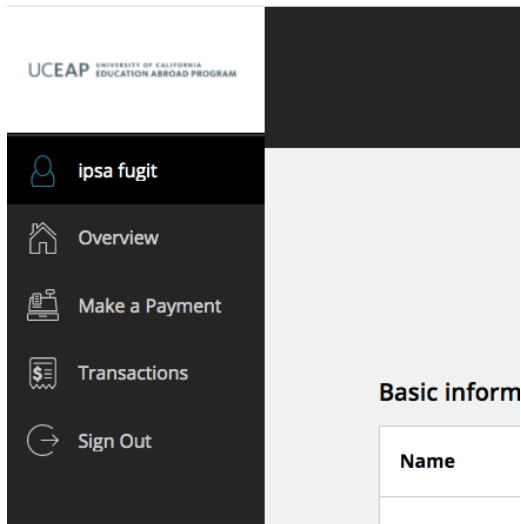 UCEAP UNIVERSITY OF CALIFORNIA
EDUCATION ABROAD PROGRAM
ipsa fugit
Overview
Make a Payment
Transactions
Sign Out
Basic inform
Name